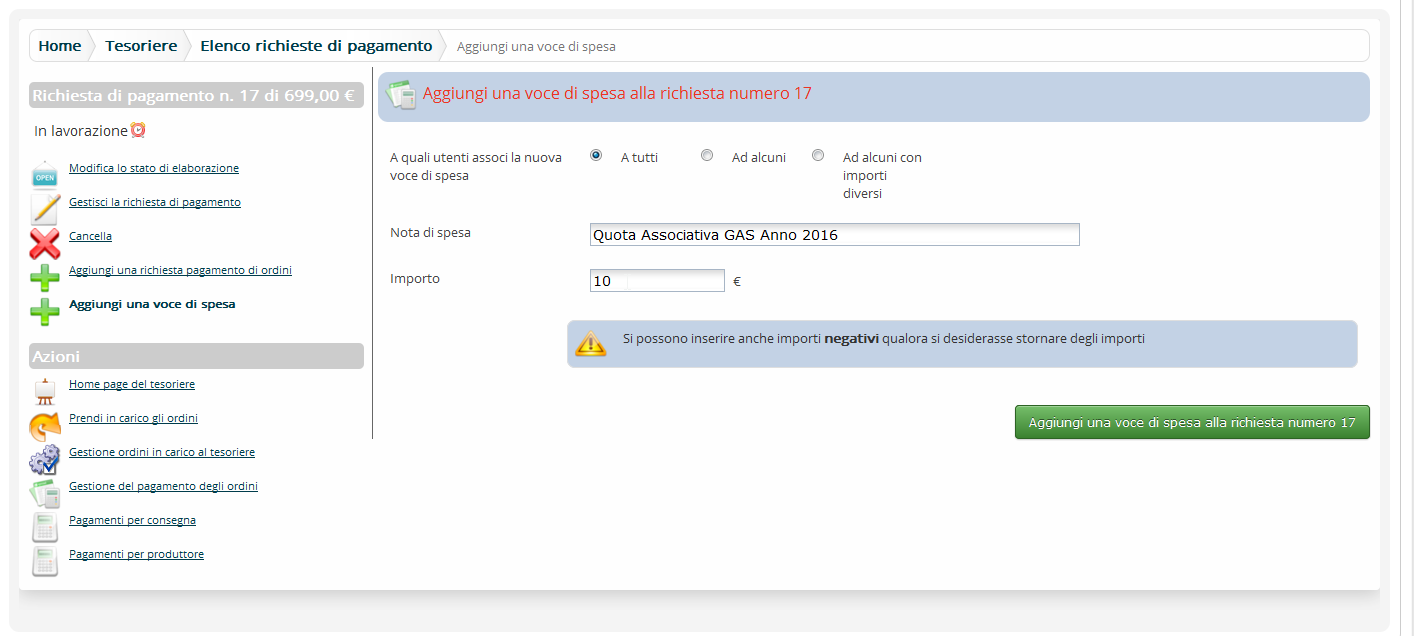 Home Tesoriere Elenco richieste di pagamento Aggiungi una voce di spesa
Richiesta di pagamento n. 17 di 699,00 €
In lavorazione
OPEN
Modifica lo stato di elaborazione
Gestisci la richiesta di pagamento
Cancella
Aggiungi una richiesta pagamento di ordini
Aggiungi una voce di spesa
Azioni
Home page del tesoriere
Prendi in carico gli ordini
Gestione ordini in carico al tesoriere
Gestione del pagamento degli ordini
Pagamenti per consegna
Pagamenti per produttore
Aggiungi una voce di spesa alla richiesta numero 17
A quali utenti associ la nuova
voce di spesa
A tutti
Ad alcuni
Ad alcuni con
importi
diversi
Nota di spesa
Quota Associativa GAS Anno 2016
Importo
10 €
Si possono inserire anche importi negativi qualora si desiderasse stornare degli importi
Aggiungi una voce di spesa alla richiesta numero 17